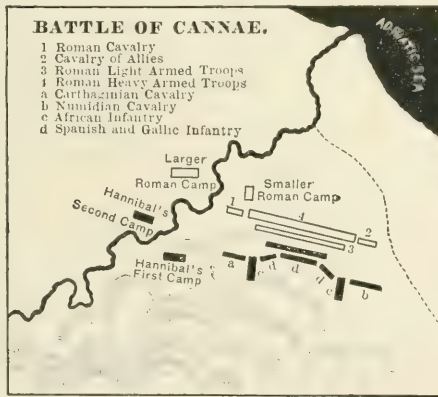 BATTLE OF CANNAE.
1 Roman Cavalry
2 Cavalry of Allies
3 Roman Light Armed Troops
4 Roman Heavy Armed Troops
a Carthaginian Cavalry
b Numidian Cavalry
c African Infantry
d Spanish and Gallic Infantry
ADRIATIC SEA
Larger
Roman Camp
Smaller
Roman Camp
Hannibal's
Second Camp
Hannibal's
First Camp
1
4
2
3
a
c
d
d
d
c
b